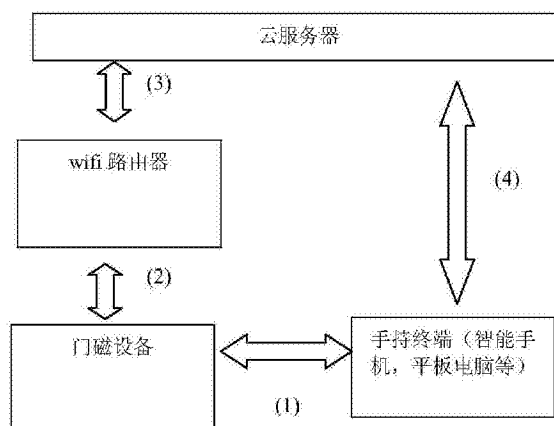 云服务器
(3)
wifi 路由器
(4)
(2)
门磁设备
手持终端（智能手
机，平板电脑等）
(1)